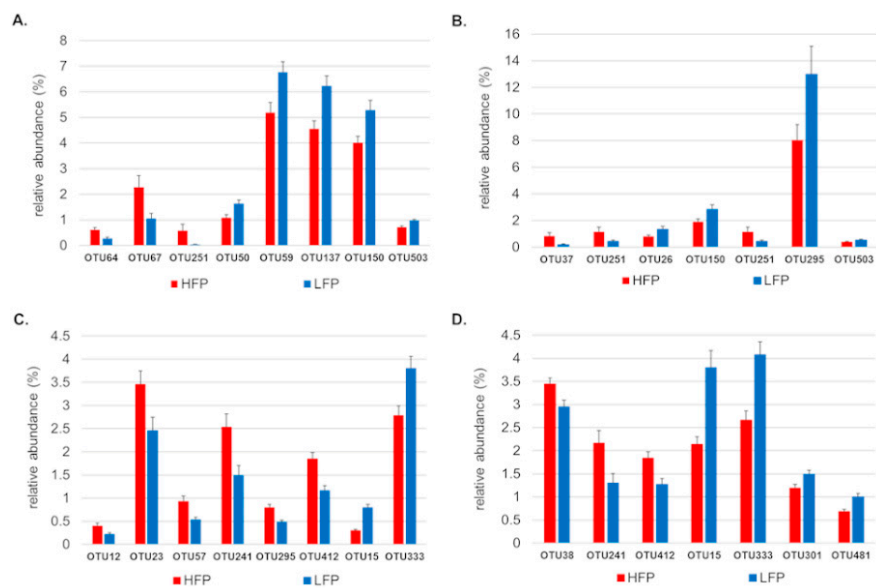 A.
relative abundance (%)
8
7
6
5
4
3
2
1
0
OTU64 OTU67 OTU251 OTU50 OTU59 OTU137 OTU150 OTU503
HFP LFP
B.
relative abundance (%)
16
14
12
10
8
6
4
2
0
OTU37 OTU251 OTU26 OTU150 OTU251 OTU295 OTU503
HFP LFP
C.
relative abundance (%)
4.5
4
3.5
3
2.5
2
1.5
1
0.5
0
OTU12 OTU23 OTU57 OTU241 OTU295 OTU412 OTU15 OTU333
HFP LFP
D.
relative abundance (%)
4.5
4
3.5
3
2.5
2
1.5
1
0.5
0
OTU38 OTU241 OTU412 OTU15 OTU333 OTU301 OTU481
HFP LFP